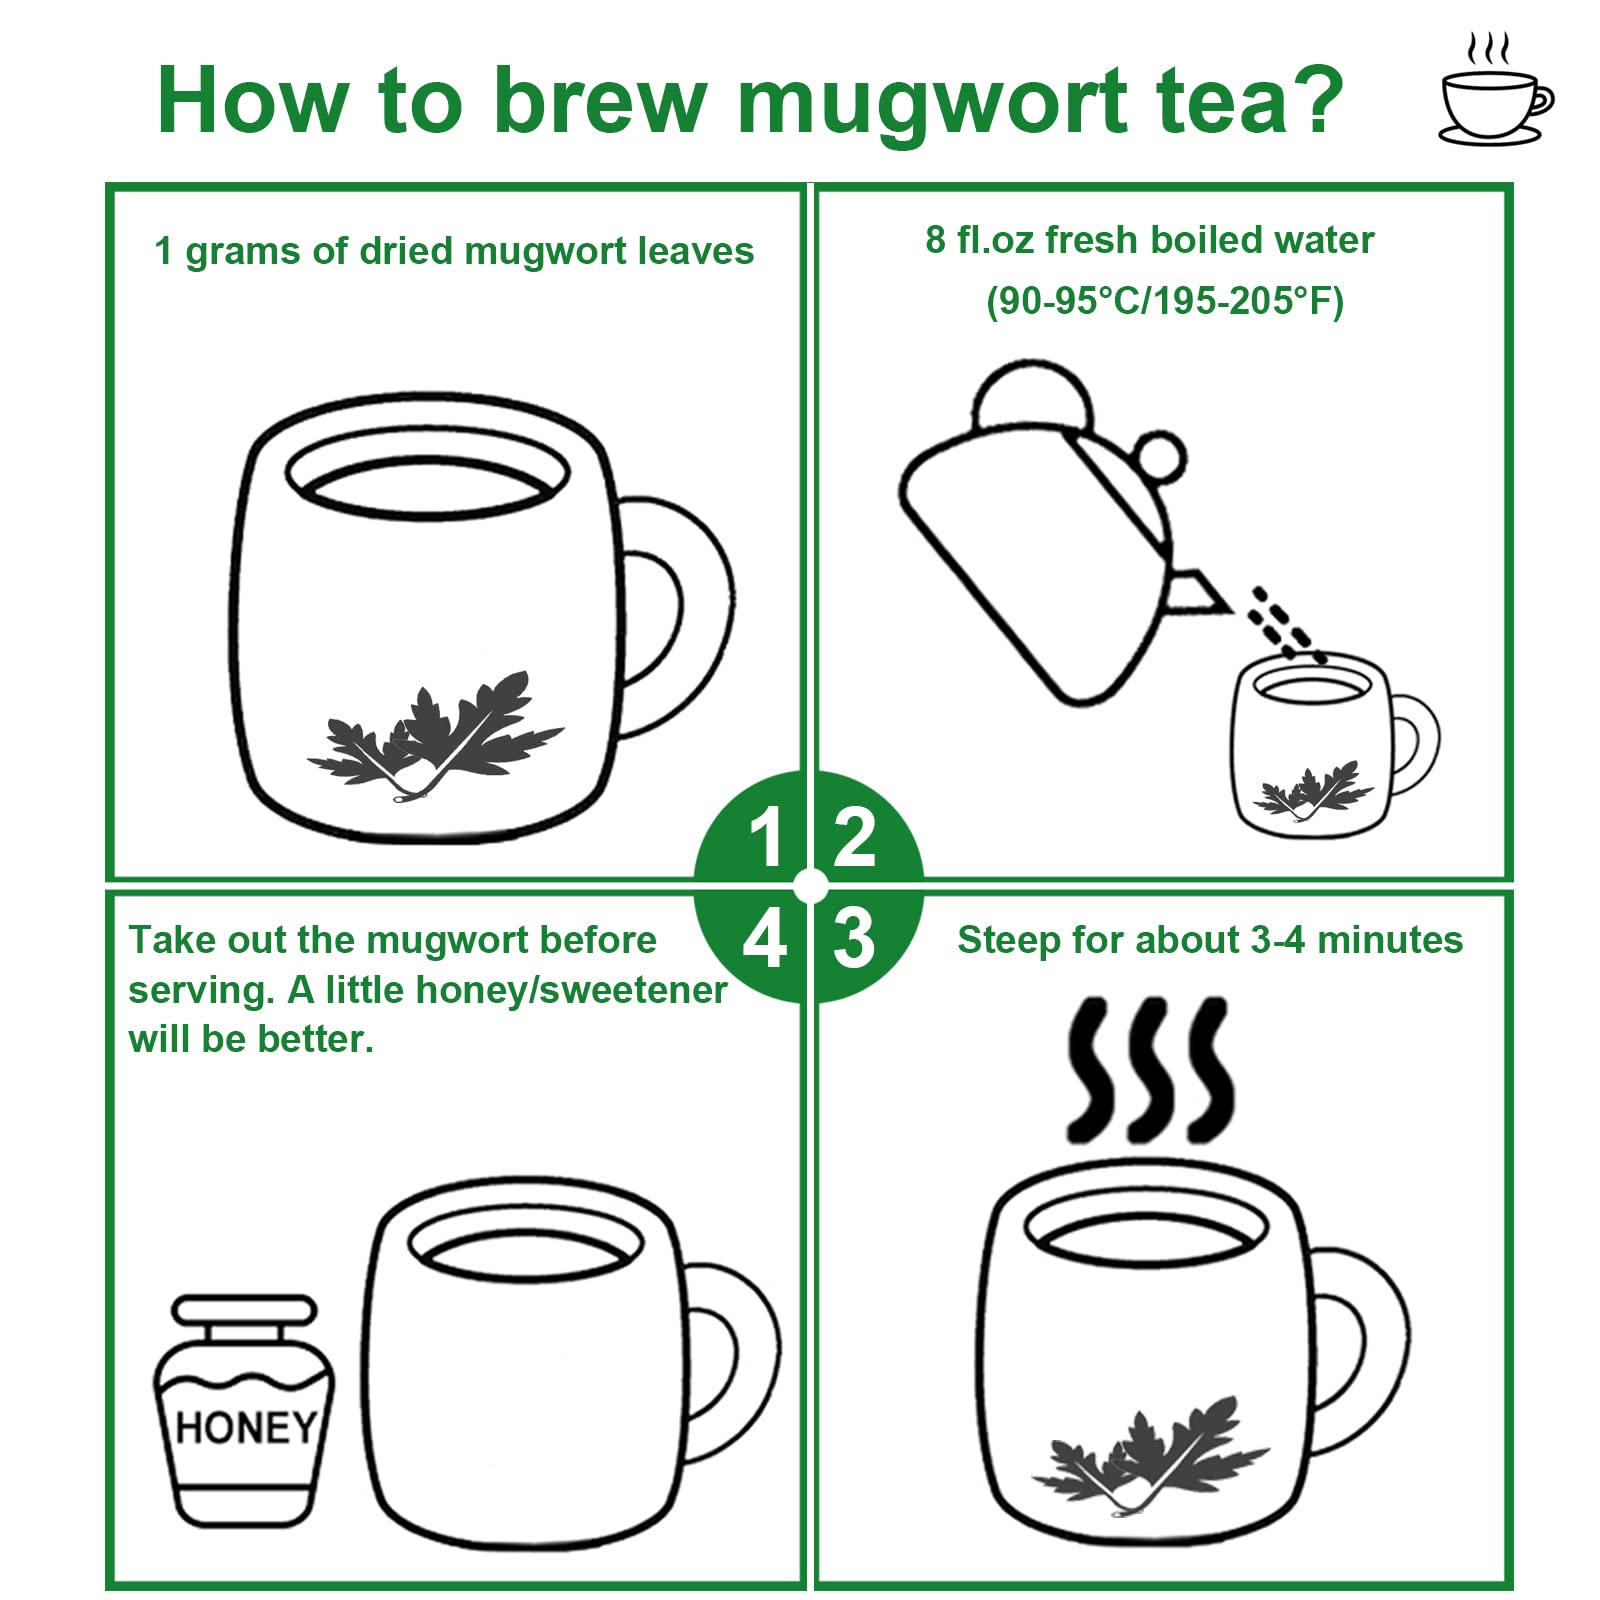 How to brew mugwort tea?
1 grams of dried mugwort leaves
1
8 fl.oz fresh boiled water
(90-95°C/195-205°F)
2
Steep for about 3-4 minutes
3
Take out the mugwort before
serving. A little honey/sweetener
will be better.
4
HONEY